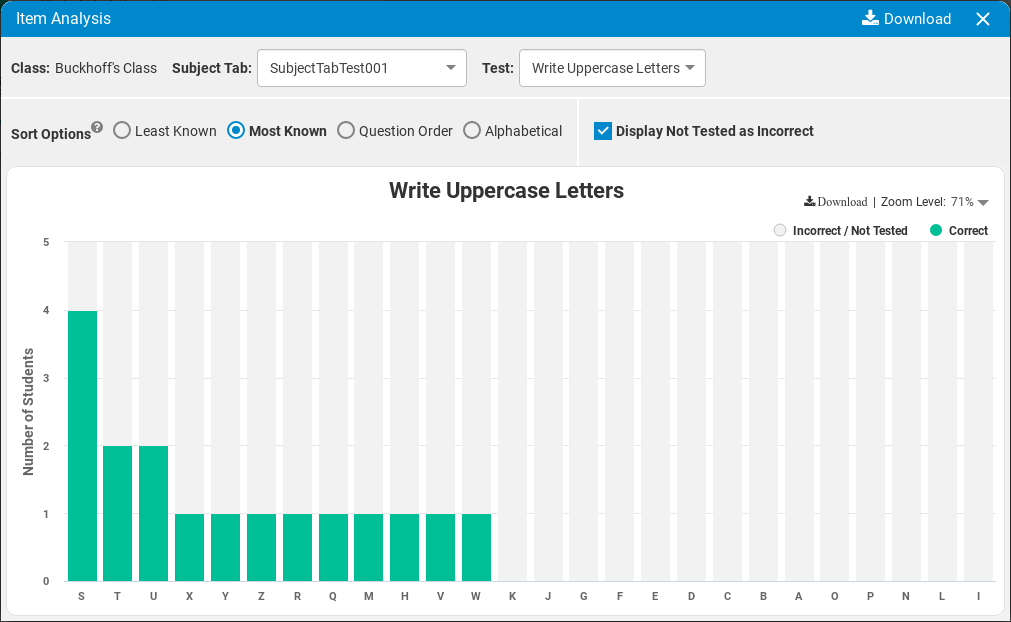 Item Analysis Download
Class: Buckhoff's Class Subject Tab: SubjectTabTest001 Test: Write Uppercase Letters
Sort Options? Least Known Most Known Question Order Alphabetical Display Not Tested as Incorrect
Write Uppercase Letters
Download | Zoom Level: 71%
Incorrect / Not Tested Correct
Number of Students
5
4
3
2
1
0
S T U X Y Z R Q M H V W K J G F E D C B A O P N L I